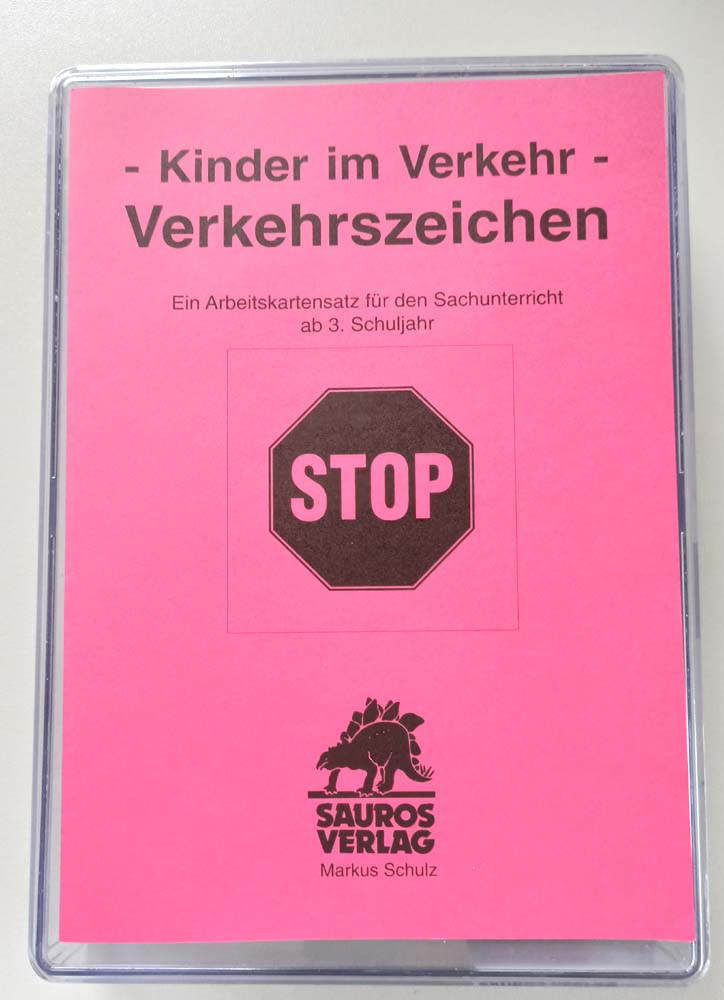 - Kinder im Verkehr -
Verkehrszeichen
Ein Arbeitskartensatz für den Sachunterricht
ab 3. Schuljahr
STOP
SAUROS
VERLAG
Markus Schulz